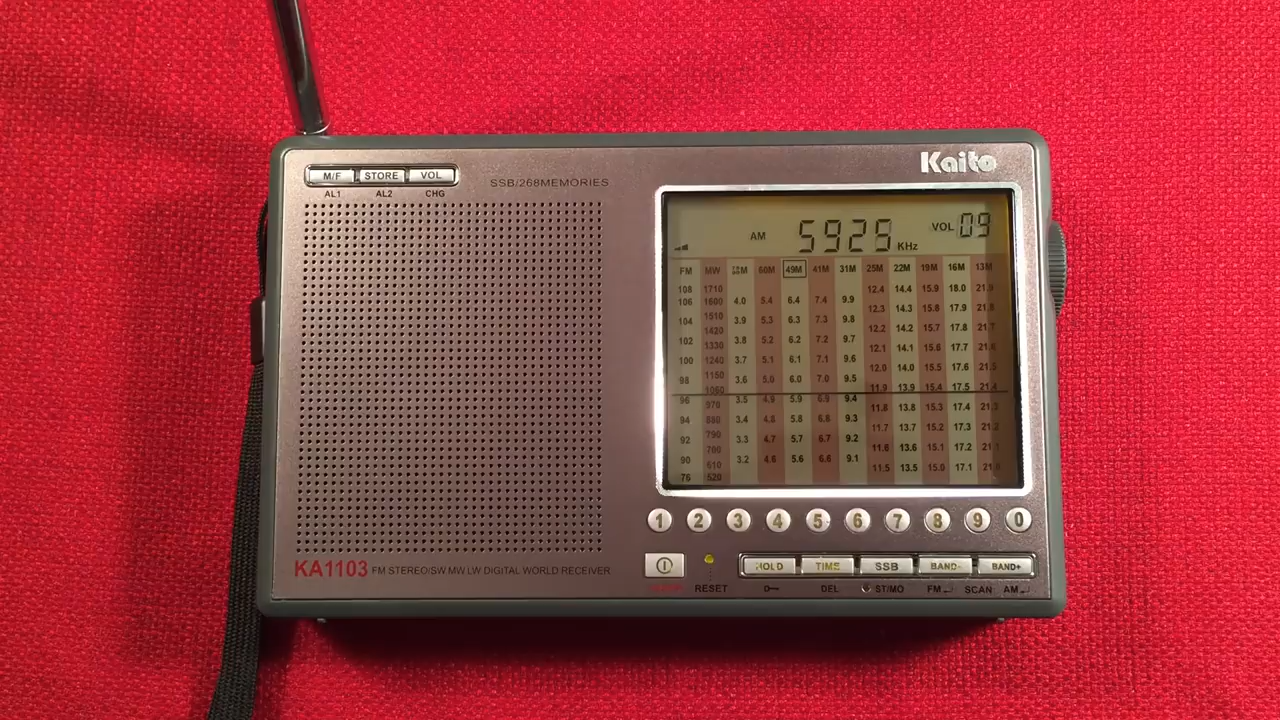 Kaito
M/F STORE VOL
AL1 AL2 CHG
SSB/268MEMORIES
AM 5925 KHz VOL 09
FM MW M 60M 49M 41M 31M 25M 22M 19M 16M 13M
108 1710 12.4 14.4 15.9 18.0
106 1600 4.0 5.4 6.4 7.4 9.9
1510 12.3 14.3 15.8 17.9
104 3.9 5.3 6.3 7.3 9.8
1420 12.2 14.2 15.7 17.8
102 1330 3.8 5.2 6.2 7.2 9.7
12.1 14.1 15.6 17.7
100 1240 3.7 5.1 6.1 7.1 9.6
1150 12.0 14.0 15.5 17.6
98 3.6 5.0 6.0 7.0 9.5
1060 11.9 13.9 15.4 17.5
96 970 3.5 4.9 5.9 6.9 9.4
11.8 13.8 15.3 17.4
94 880 3.4 4.8 5.8 6.8 9.3
790 11.7 13.7 15.2 17.3
92 700 3.3 4.7 5.7 6.7 9.2
11.6 13.6 15.1 17.2
90 610 3.2 4.6 5.6 6.6 9.1
11.5 13.5 15.0 17.1
76 520
1 2 3 4 5 6 7 8 9 0
HOLD TIME SSB BAND- BAND+
KA1103 FM STEREO/SW MW LW DIGITAL WORLD RECEIVER
RESET DEL ST/MO FM SCAN AM